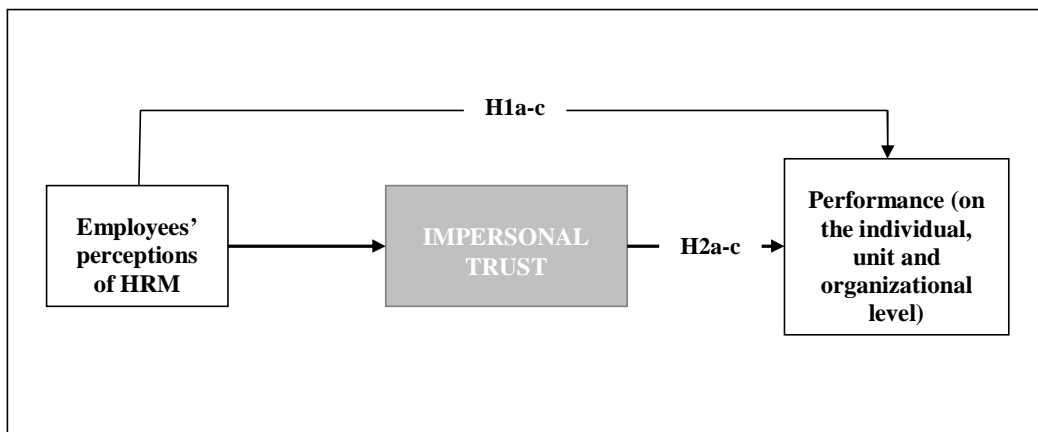 H1a-c
Employees’
perceptions
of HRM
IMPERSONAL
TRUST
H2a-c
Performance (on
the individual,
unit and
organizational
level)